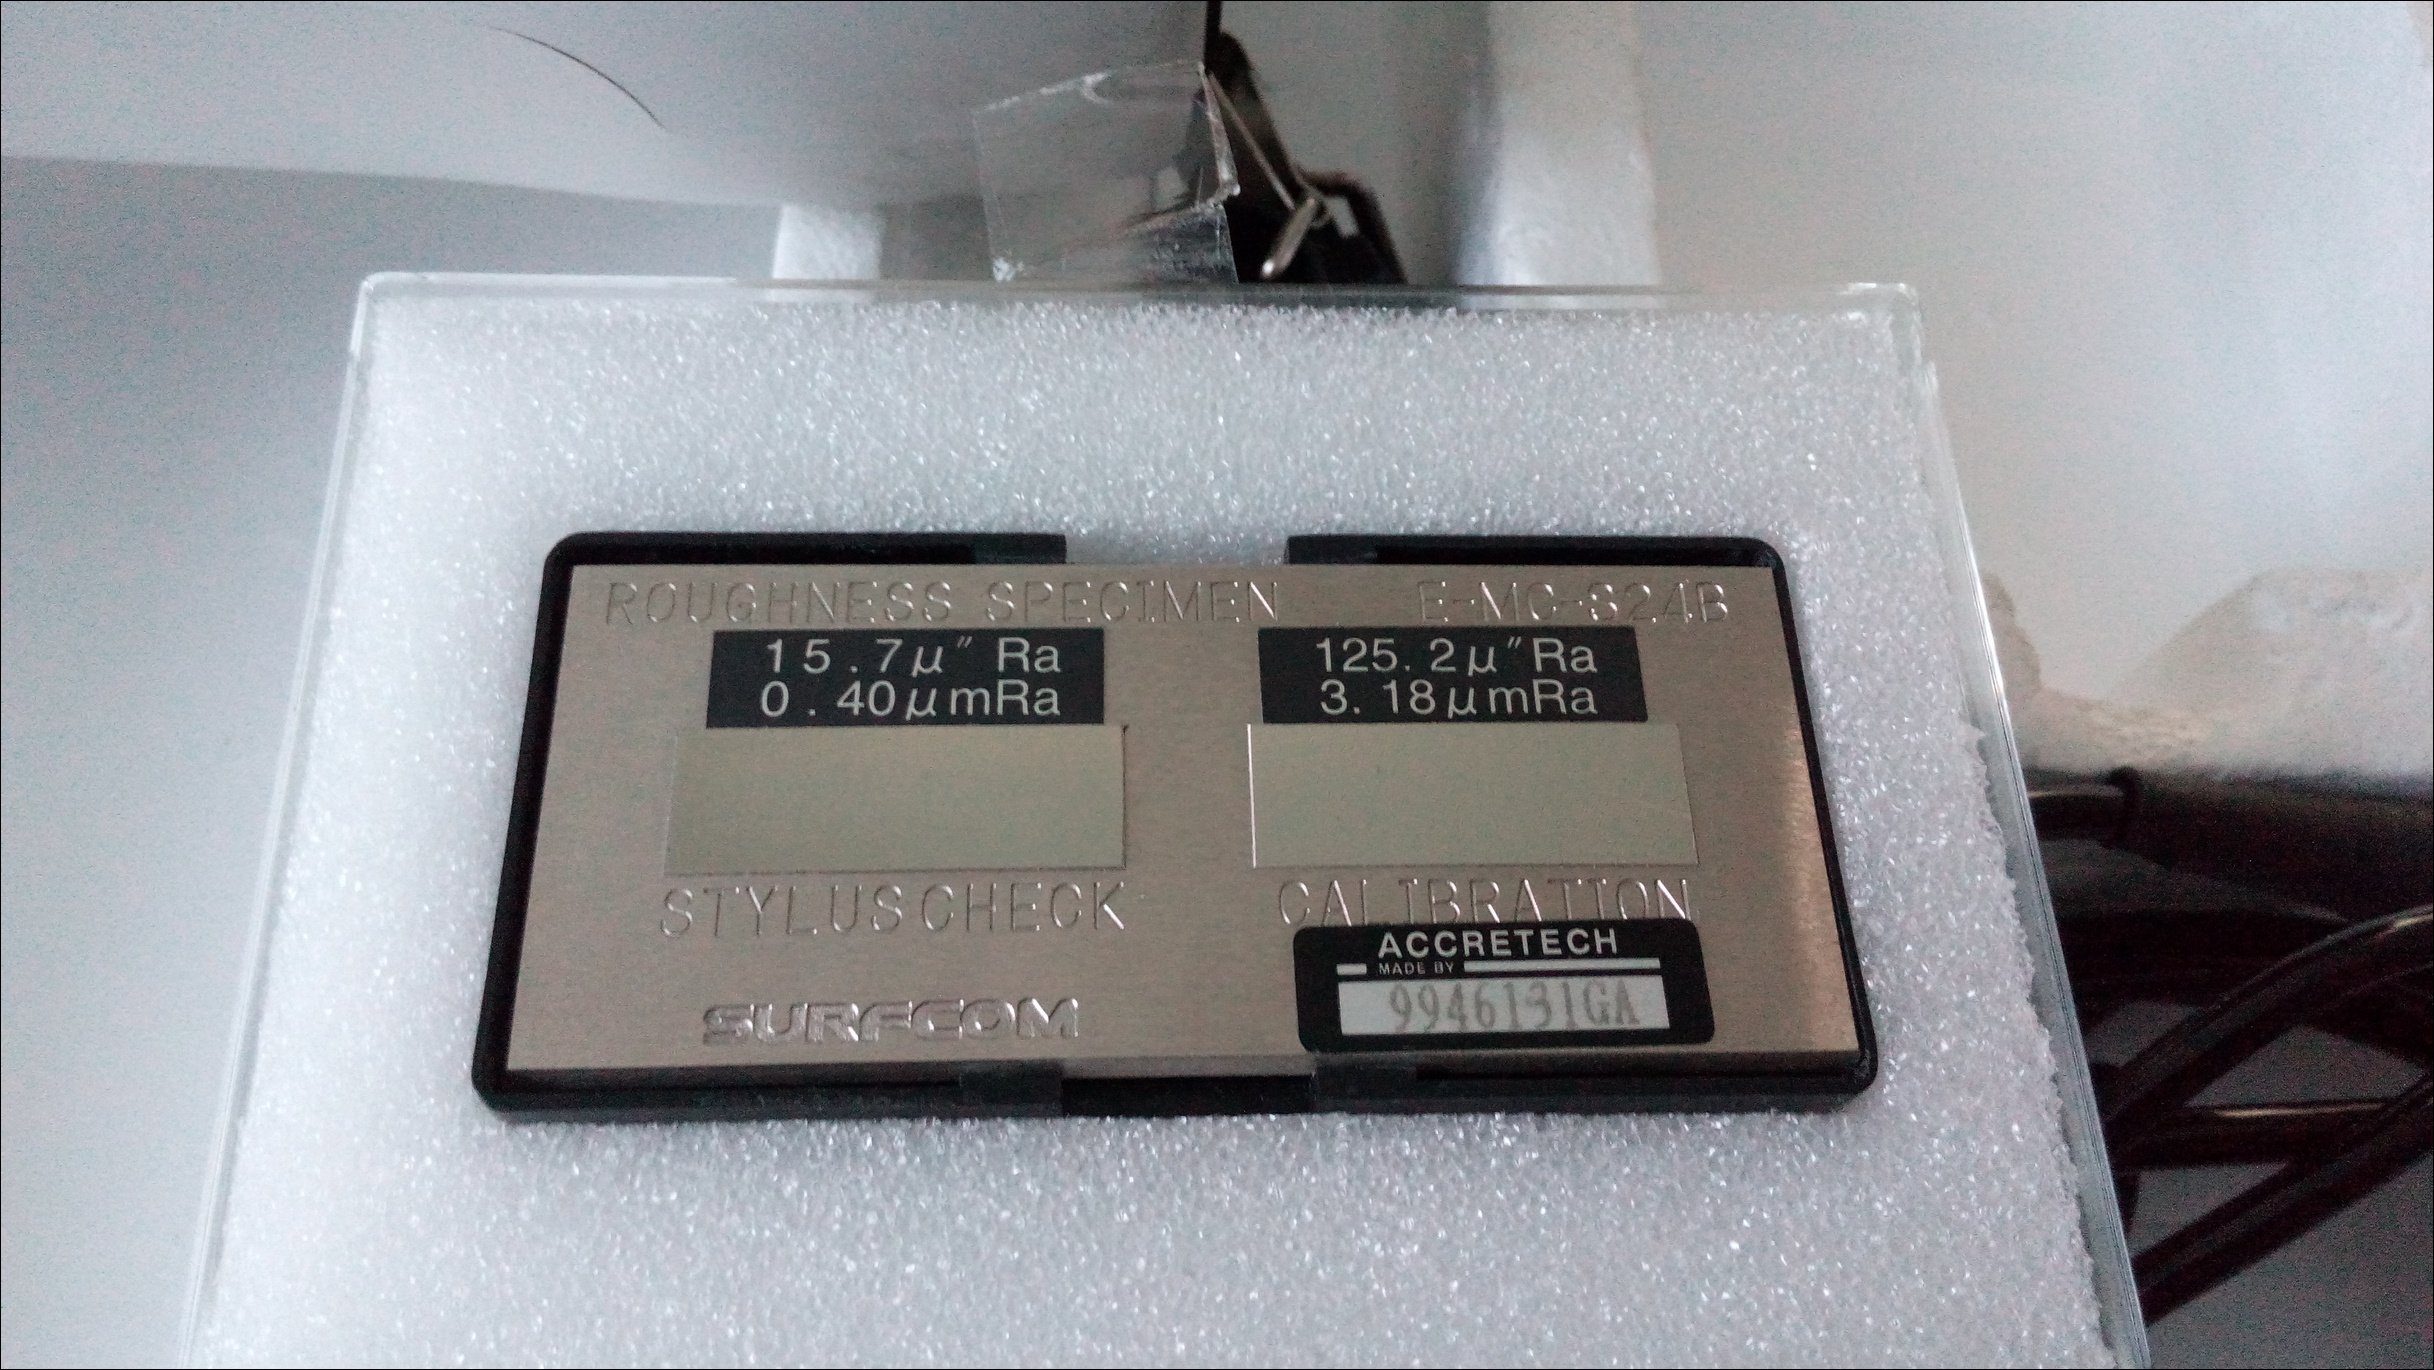 ROUGHNESS SPECIMEN E-MC-S24B
15.7μ″ Ra
0.40μmRa
125.2μ″Ra
3.18μmRa
STYLUS CHECK
CALIBRATION
ACCRETECH
MADE BY
9946131GA
SURFCOM